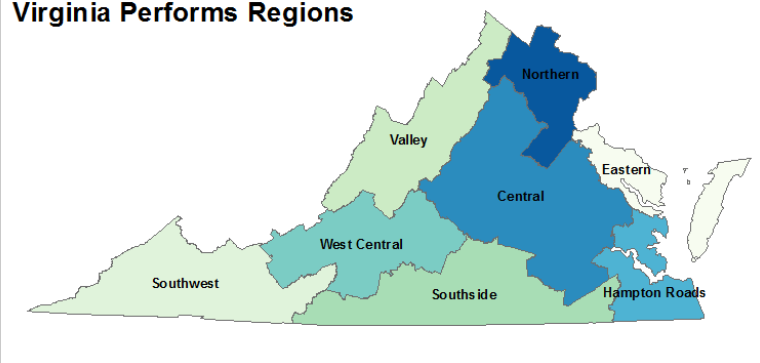 Virginia Performs Regions
Northern
Valley
Eastern
Central
West Central
Southwest
Southside
Hampton Roads